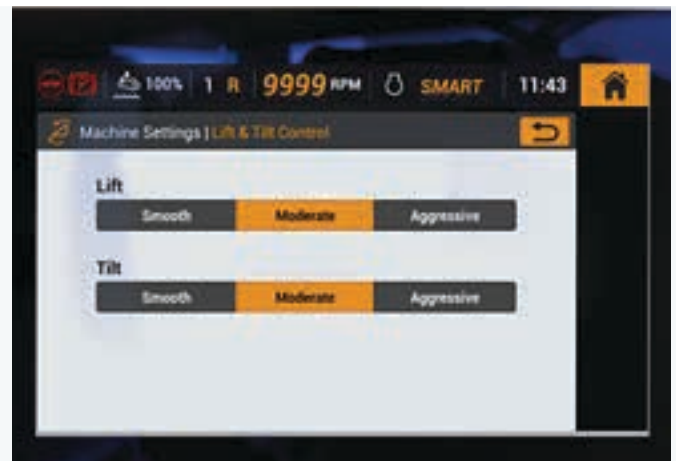 100% 1 R 9999 RPM SMART 11:43
Machine Settings | Lift & Tilt Control
Lift
Smooth Moderate Aggressive
Tilt
Smooth Moderate Aggressive